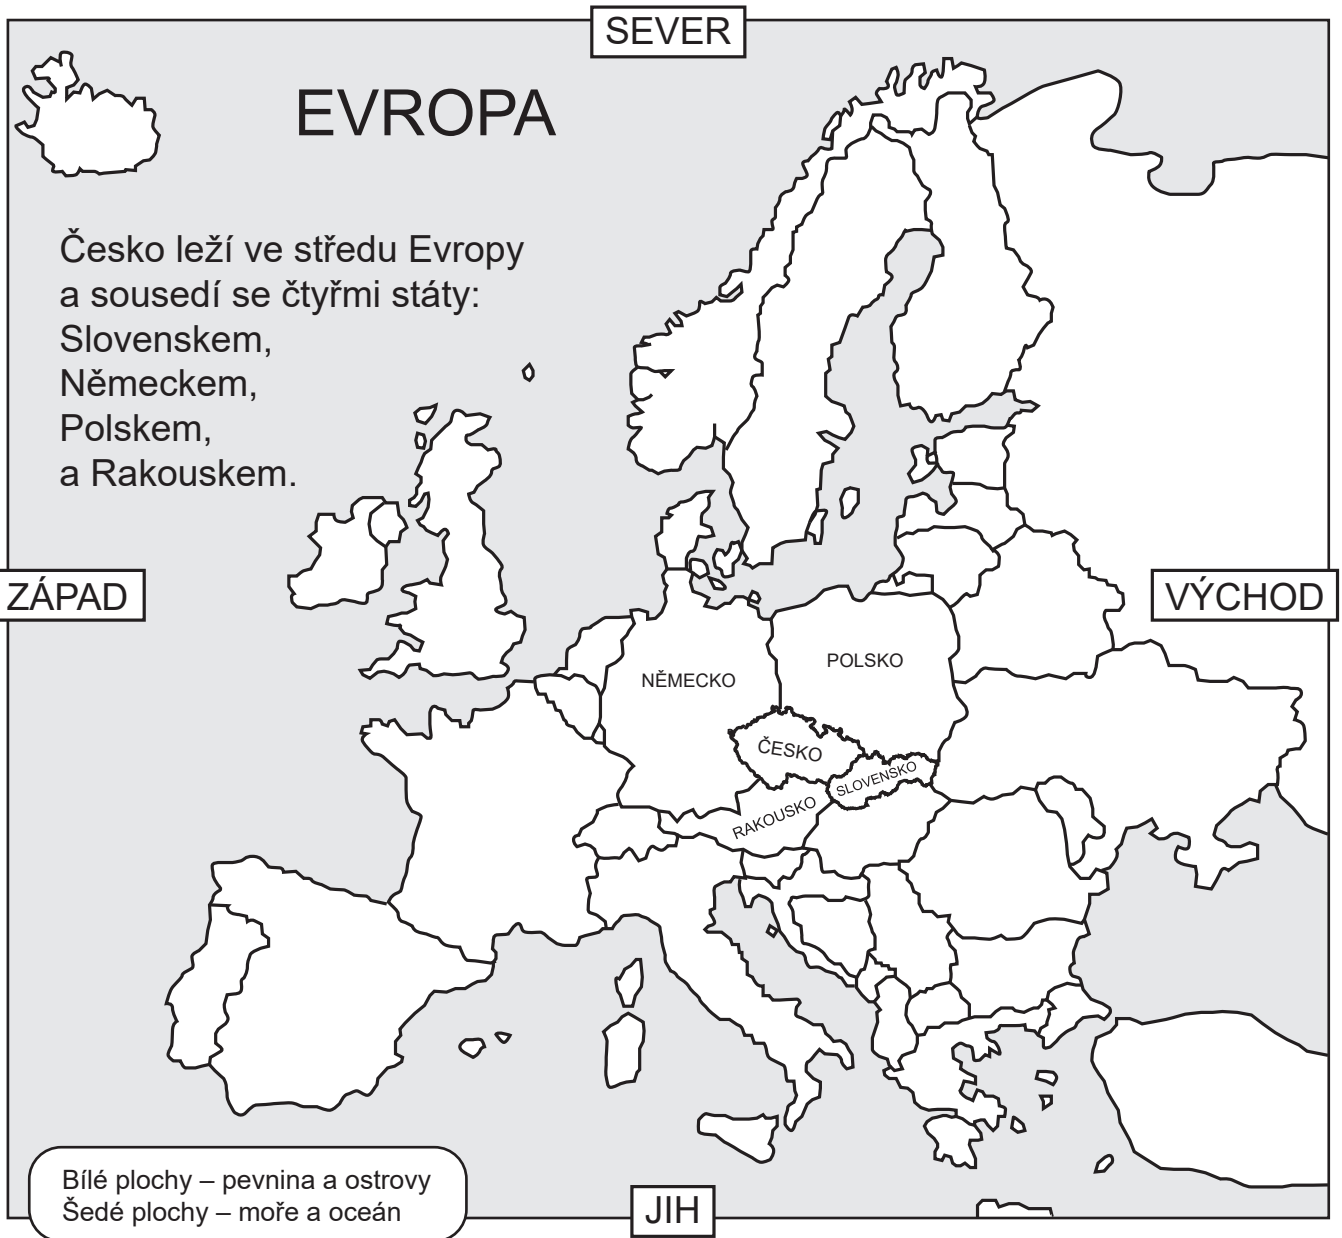 SEVER
EVROPA
Česko leží ve středu Evropy
a sousedí se čtyřmi státy:
Slovenskem,
Německem,
Polskem,
a Rakouskem.
ZÁPAD
VÝCHOD
POLSKO
NĚMECKO
ČESKO
SLOVENSKO
RAKOUSKO
Bílé plochy – pevnina a ostrovy
Šedé plochy – moře a oceán
JIH